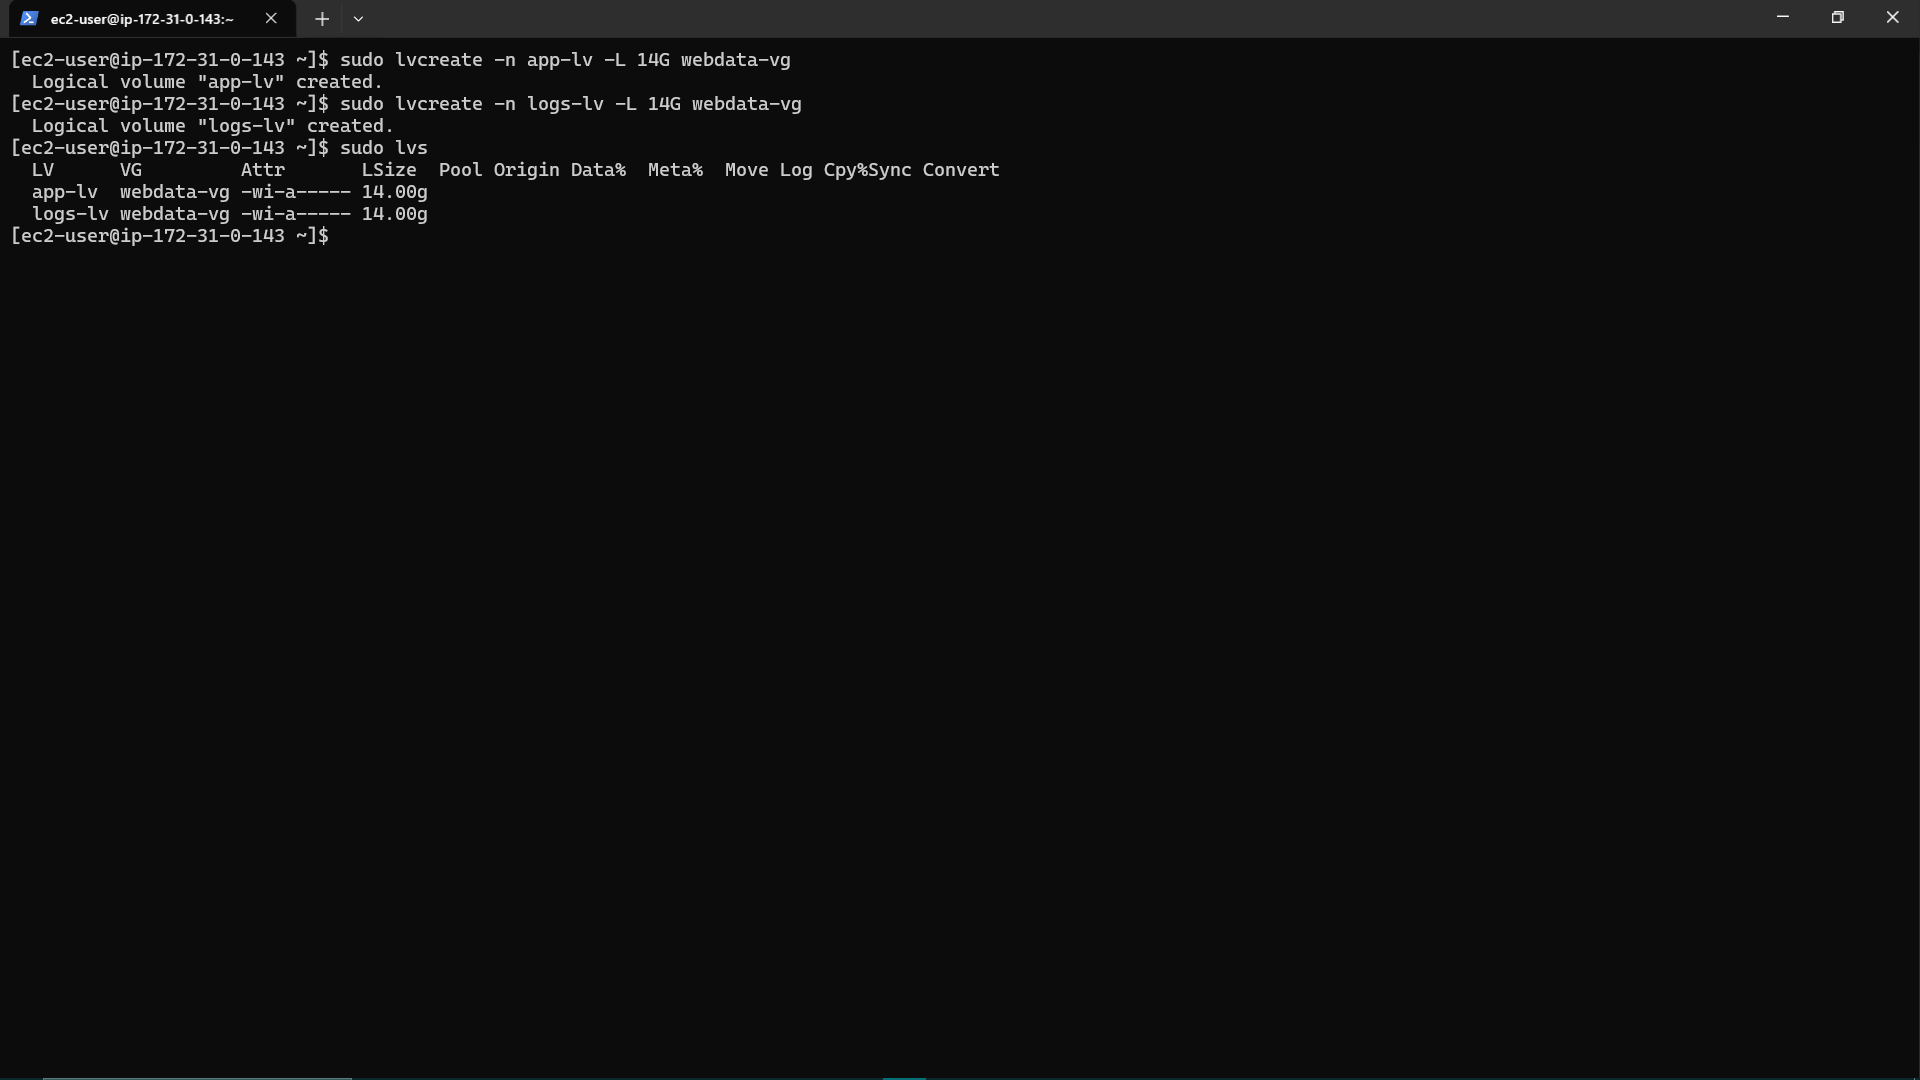 ec2-user@ip-172-31-0-143:~
[ec2-user@ip-172-31-0-143 ~]$ sudo lvcreate -n app-lv -L 14G webdata-vg
  Logical volume "app-lv" created.
[ec2-user@ip-172-31-0-143 ~]$ sudo lvcreate -n logs-lv -L 14G webdata-vg
  Logical volume "logs-lv" created.
[ec2-user@ip-172-31-0-143 ~]$ sudo lvs
  LV      VG         Attr       LSize  Pool Origin Data%  Meta%  Move Log Cpy%Sync Convert
  app-lv  webdata-vg -wi-a----- 14.00g
  logs-lv webdata-vg -wi-a----- 14.00g
[ec2-user@ip-172-31-0-143 ~]$